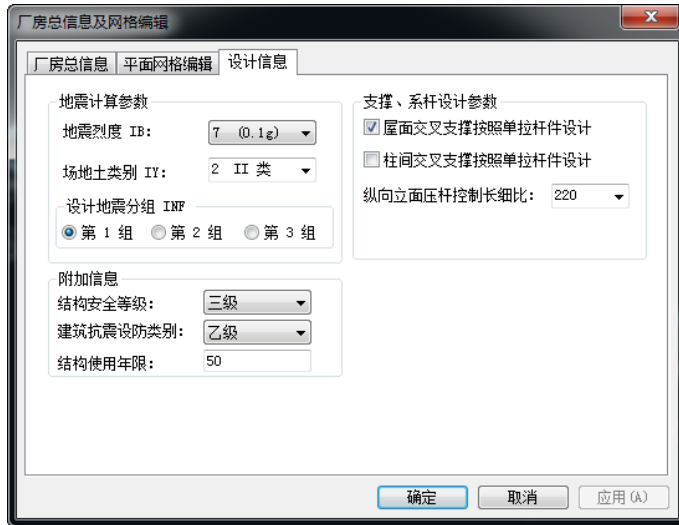 厂房总信息及网格编辑
厂房总信息 平面网格编辑 设计信息
地震计算参数
地震烈度 IB: 7 (0.1g)
场地土类别 IY: 2 II 类
设计地震分组 INF
第 1 组 第 2 组 第 3 组
附加信息
结构安全等级: 三级
建筑抗震设防类别: 乙级
结构使用年限: 50
支撑、系杆设计参数
屋面交叉支撑按照单拉杆件设计
柱间交叉支撑按照单拉杆件设计
纵向立面压杆控制长细比: 220
确定 取消 应用(A)